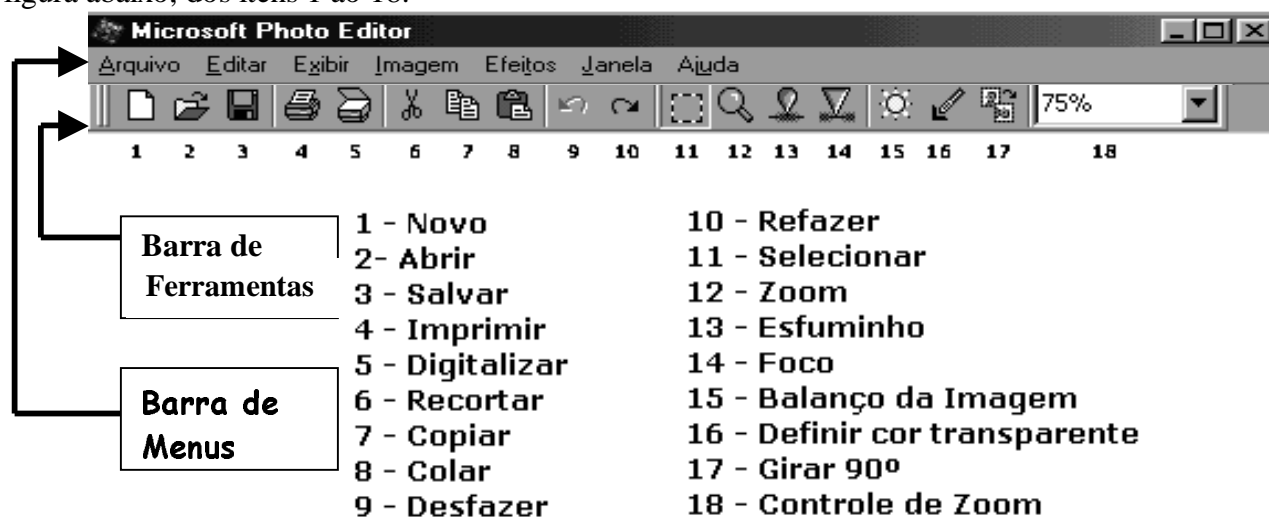 figura abaixo, dos itens 1 ao 18.
Microsoft Photo Editor
Arquivo Editar Exibir Imagem Efeitos Janela Ajuda
75%
1 2 3 4 5 6 7 8 9 10 11 12 13 14 15 16 17 18
Barra de
Ferramentas
Barra de
Menus
1 - Novo
2- Abrir
3 - Salvar
4 - Imprimir
5 - Digitalizar
6 - Recortar
7 - Copiar
8 - Colar
9 - Desfazer
10 - Refazer
11 - Selecionar
12 - Zoom
13 - Esfuminho
14 - Foco
15 - Balanço da Imagem
16 - Definir cor transparente
17 - Girar 90º
18 - Controle de Zoom